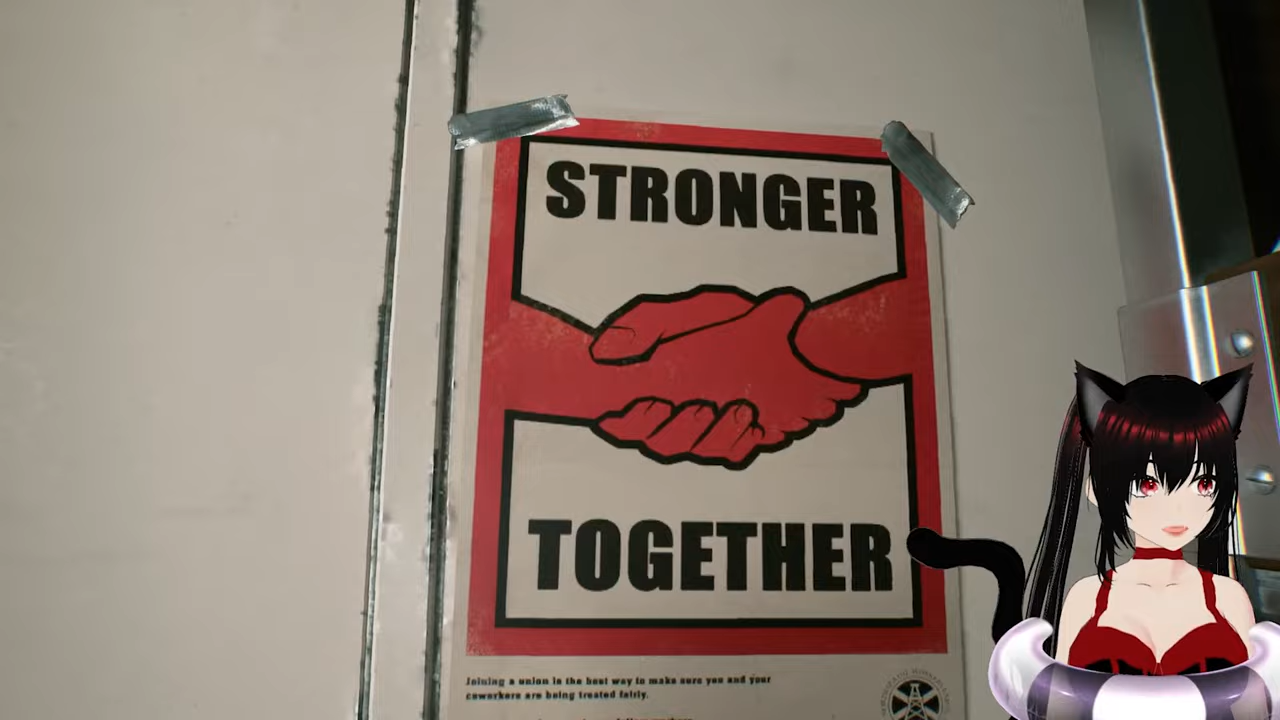 STRONGER
TOGETHER
Joining a union is the best way to make sure you and your
coworkers are being treated fairly.